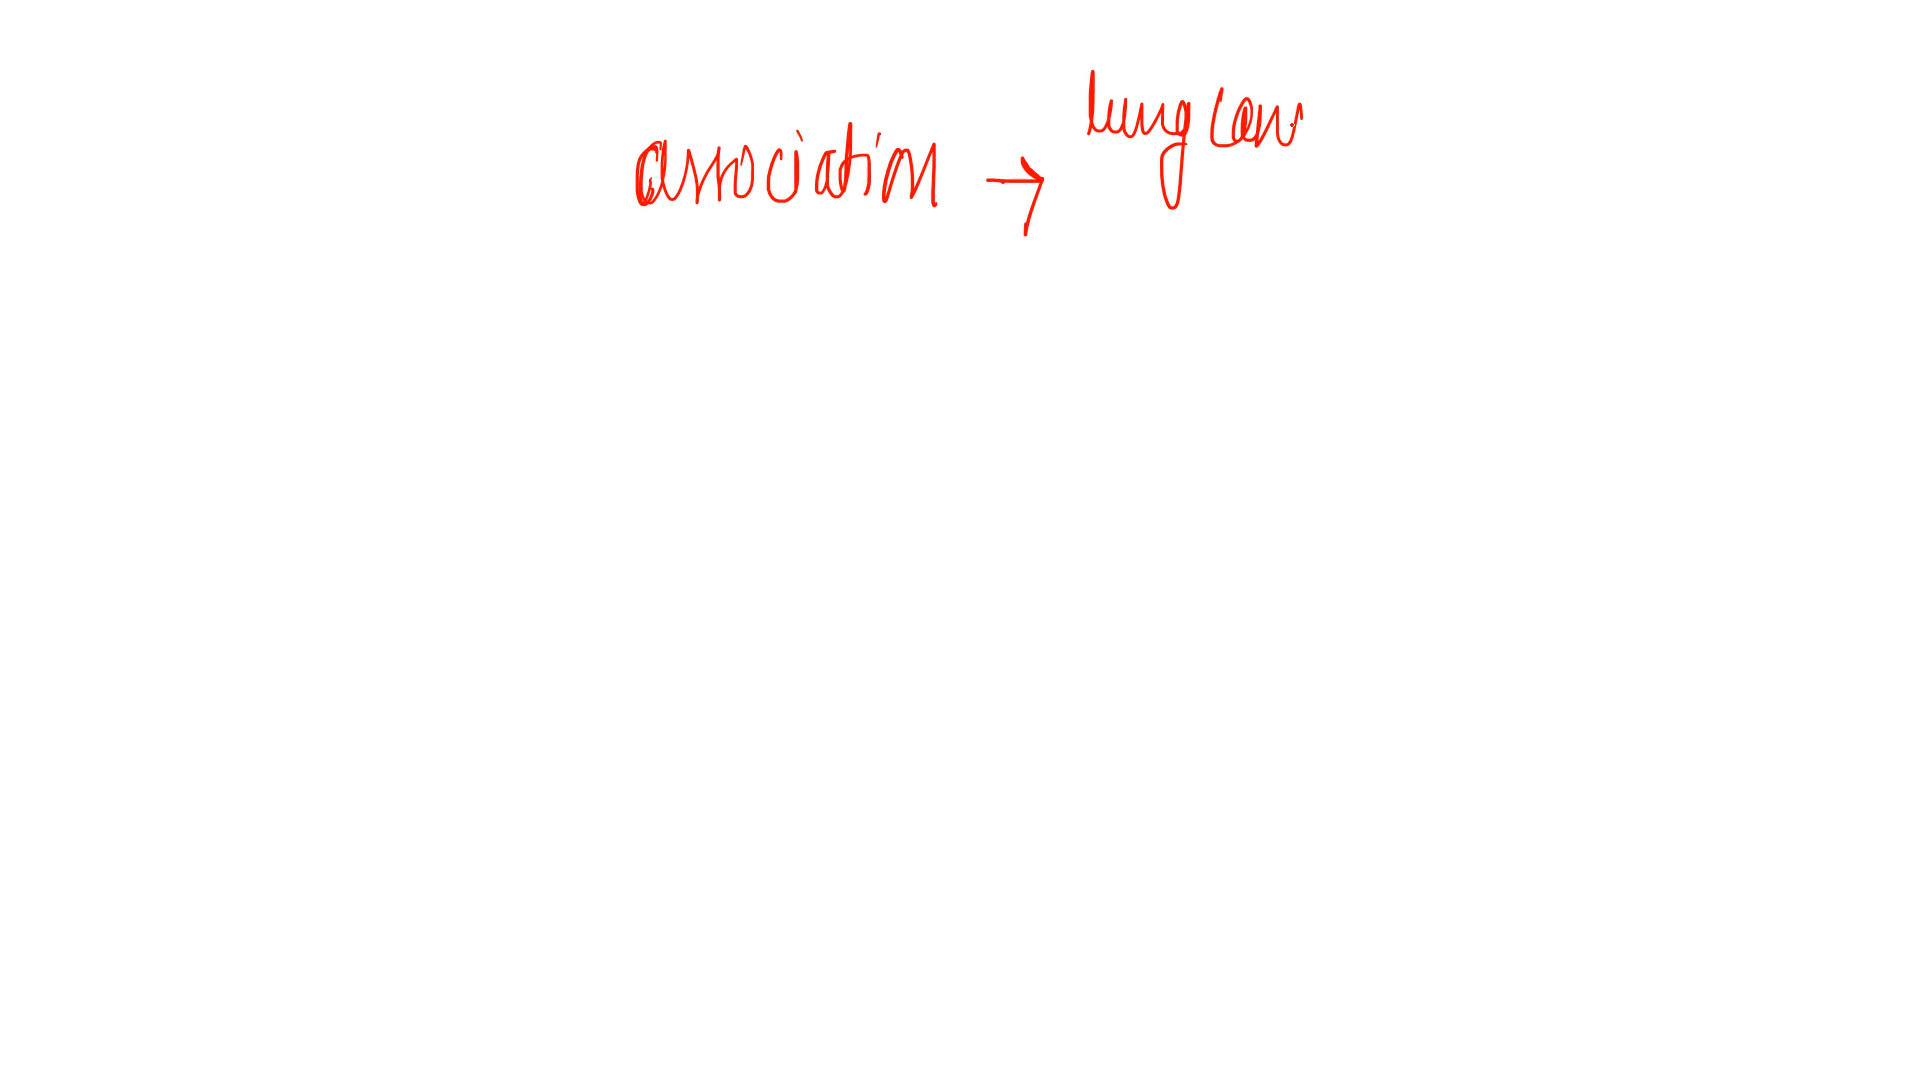 association → lung can